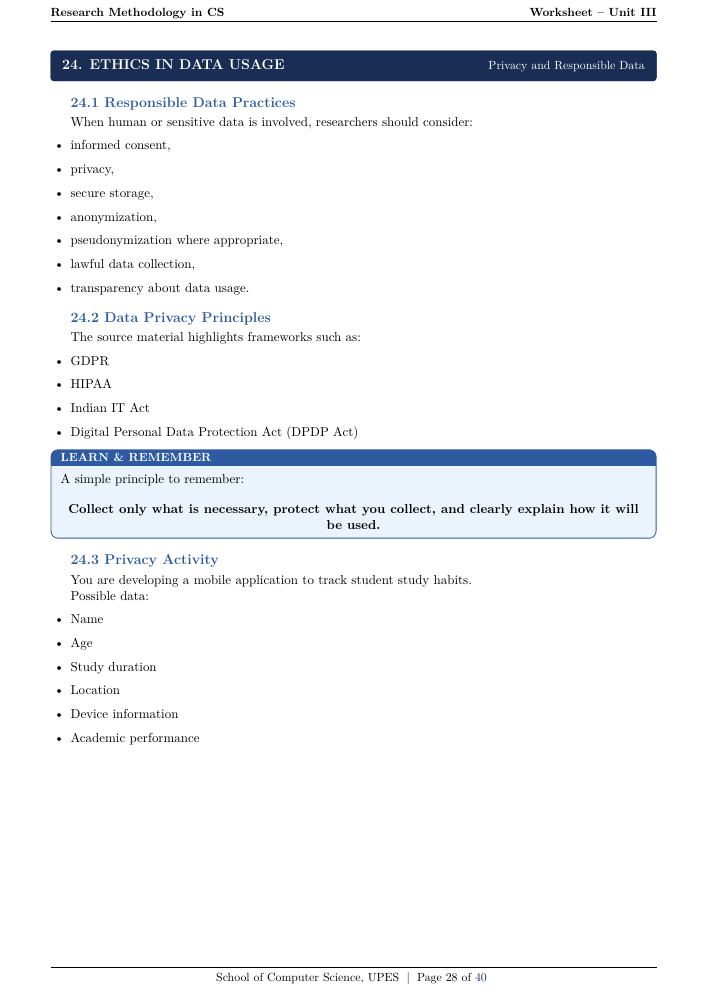 Research Methodology in CS Worksheet – Unit III
24. ETHICS IN DATA USAGE Privacy and Responsible Data
24.1 Responsible Data Practices
When human or sensitive data is involved, researchers should consider:
• informed consent,
• privacy,
• secure storage,
• anonymization,
• pseudonymization where appropriate,
• lawful data collection,
• transparency about data usage.
24.2 Data Privacy Principles
The source material highlights frameworks such as:
• GDPR
• HIPAA
• Indian IT Act
• Digital Personal Data Protection Act (DPDP Act)
LEARN & REMEMBER
A simple principle to remember:
Collect only what is necessary, protect what you collect, and clearly explain how it will
be used.
24.3 Privacy Activity
You are developing a mobile application to track student study habits.
Possible data:
• Name
• Age
• Study duration
• Location
• Device information
• Academic performance
School of Computer Science, UPES | Page 28 of 40